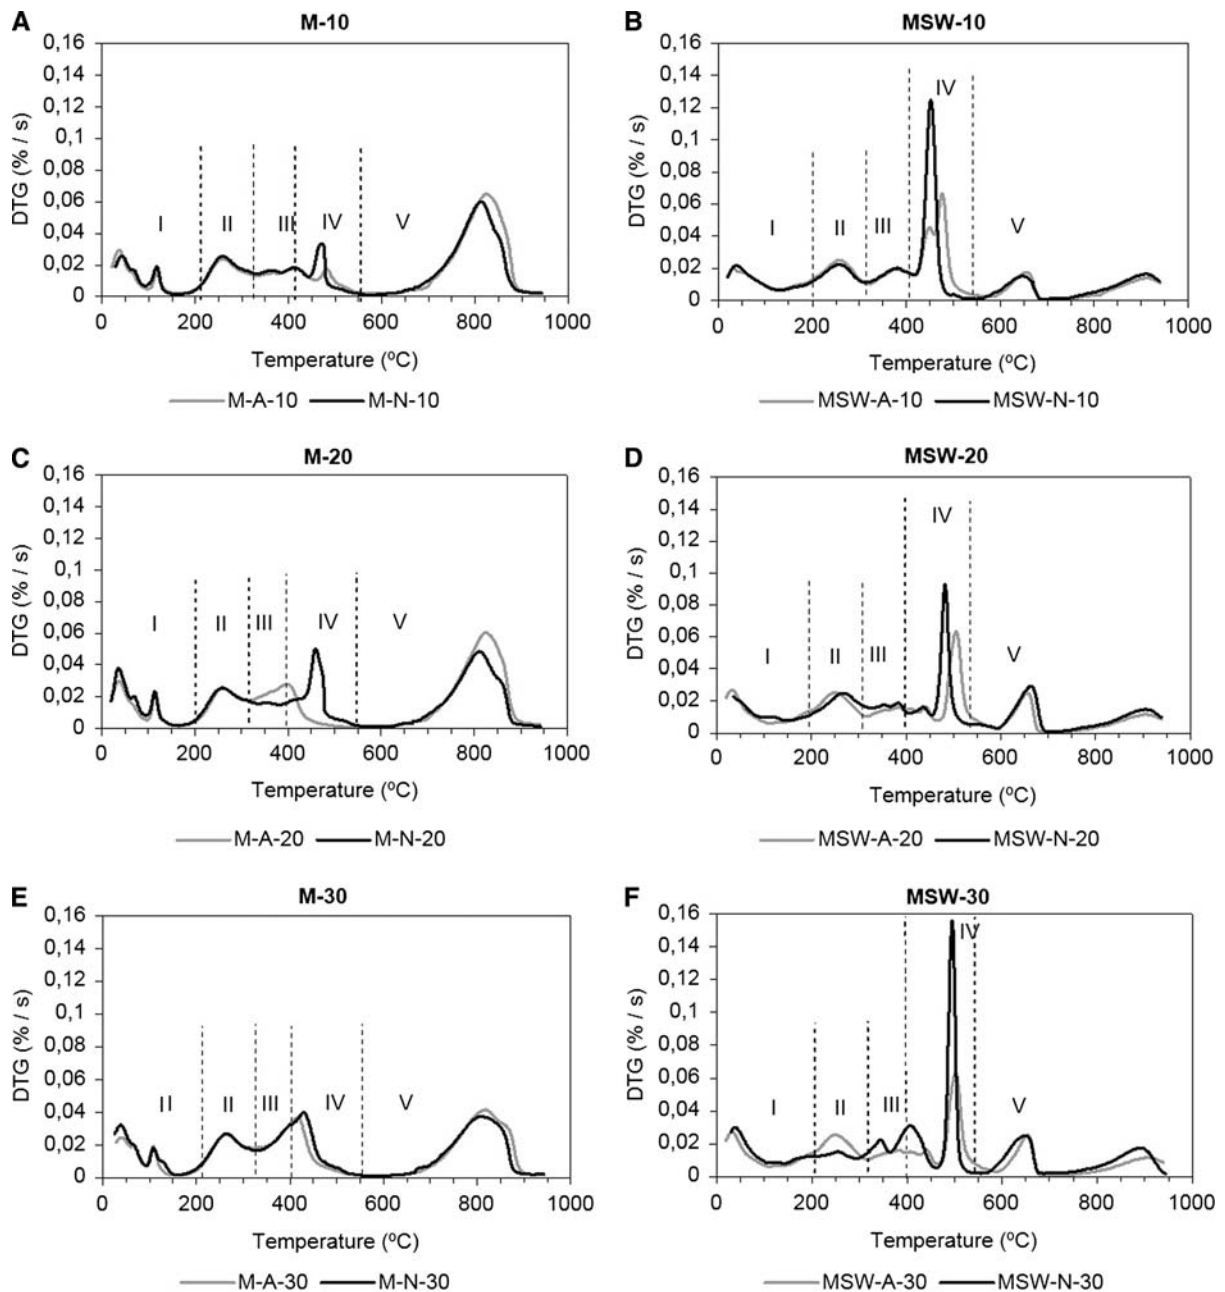 A
M-10
0,16
0,14
0,12
0,1
0,08
0,06
0,04
0,02
0
DTG (% / s)
I
II
III
IV
V
0 200 400 600 800 1000
Temperature (ºC)
M-A-10 M-N-10
B
MSW-10
0,16
0,14
0,12
0,1
0,08
0,06
0,04
0,02
0
DTG (% / s)
I
II
III
IV
V
0 200 400 600 800 1000
Temperature (ºC)
MSW-A-10 MSW-N-10
C
M-20
0,16
0,14
0,12
0,1
0,08
0,06
0,04
0,02
0
DTG (% / s)
I
II
III
IV
V
0 200 400 600 800 1000
Temperature (ºC)
M-A-20 M-N-20
D
MSW-20
0,16
0,14
0,12
0,1
0,08
0,06
0,04
0,02
0
DTG (% / s)
I
II
III
IV
V
0 200 400 600 800 1000
Temperature (ºC)
MSW-A-20 MSW-N-20
E
M-30
0,16
0,14
0,12
0,1
0,08
0,06
0,04
0,02
0
DTG (% / s)
I I
II
III
IV
V
0 200 400 600 800 1000
Temperature (ºC)
M-A-30 M-N-30
F
MSW-30
0,16
0,14
0,12
0,1
0,08
0,06
0,04
0,02
0
DTG (% / s)
I
II
III
IV
V
0 200 400 600 800 1000
Temperature (ºC)
MSW-A-30 MSW-N-30